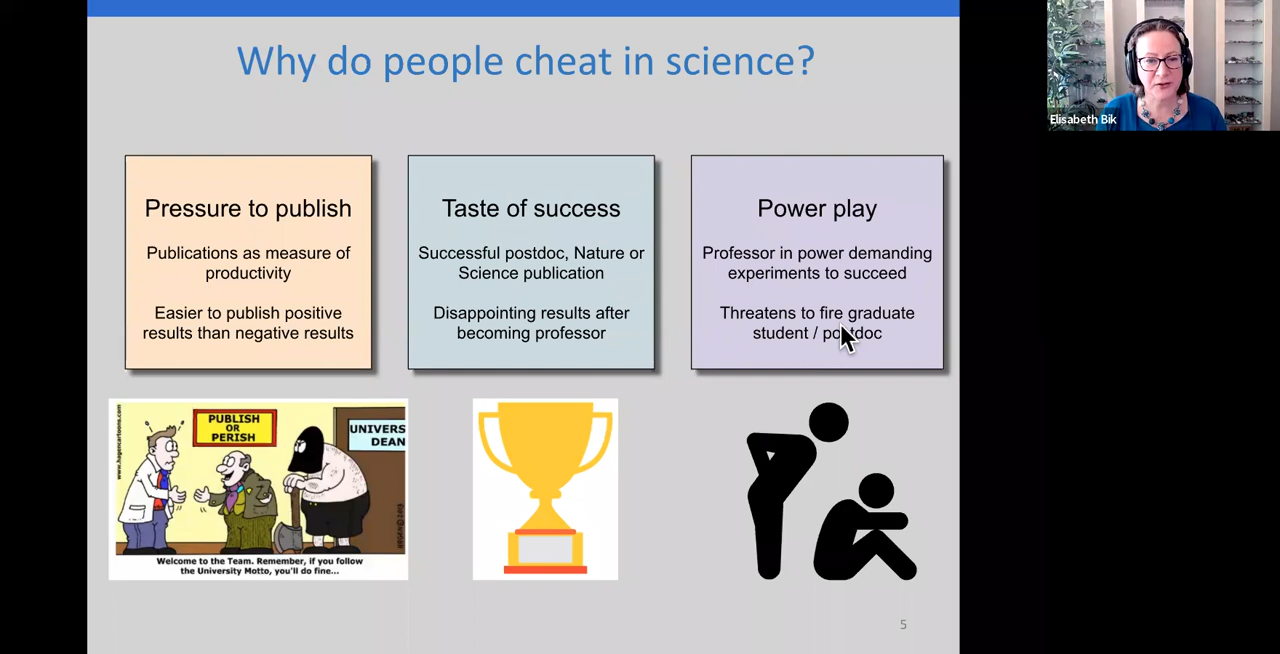 Why do people cheat in science?
Elisabeth Bik
Pressure to publish
Publications as measure of
productivity
Easier to publish positive
results than negative results
Taste of success
Successful postdoc, Nature or
Science publication
Disappointing results after
becoming professor
Power play
Professor in power demanding
experiments to succeed
Threatens to fire graduate
student / postdoc
www.hagencartoons.com
PUBLISH
OR
PERISH
UNIVERS
DEAN
Welcome to the Team. Remember, if you follow
the University Motto, you'll do fine...
5